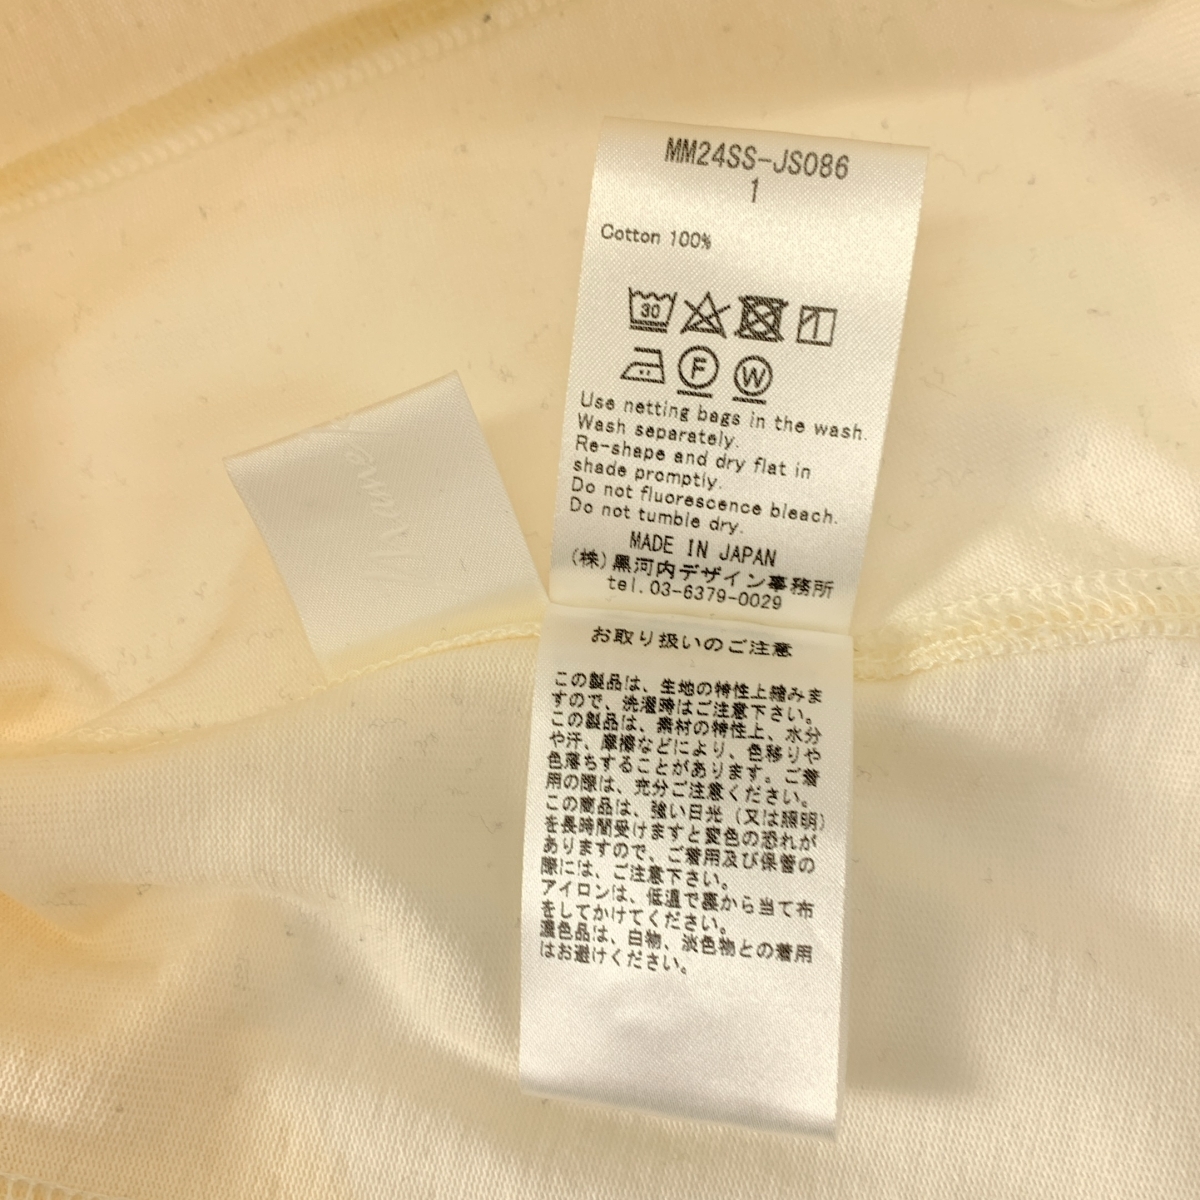 MM24SS-JS086
1
Cotton 100%
30
F
W
Use netting bags in the wash.
Wash separately.
Re-shape and dry flat in
shade promptly.
Do not fluorescence bleach.
Do not tumble dry.
MADE IN JAPAN
(株)黒河内デザイン事務所
tel.03-6379-0029
お取り扱いのご注意
この製品は、生地の特性上縮みま
すので、洗濯時はご注意下さい。
この製品は、素材の特性上、水分
や汗、摩擦などにより、色移りや
色落ちすることがあります。ご着
用の際は、充分ご注意ください。
この商品は、強い日光(又は照明)
を長時間受けますと変色の恐れが
ありますので、ご着用及び保管の
際には、ご注意下さい。
アイロンは、低温で裏から当て布
をしてかけてください。
濃色品は、白物、淡色物との着用
はお避けください。